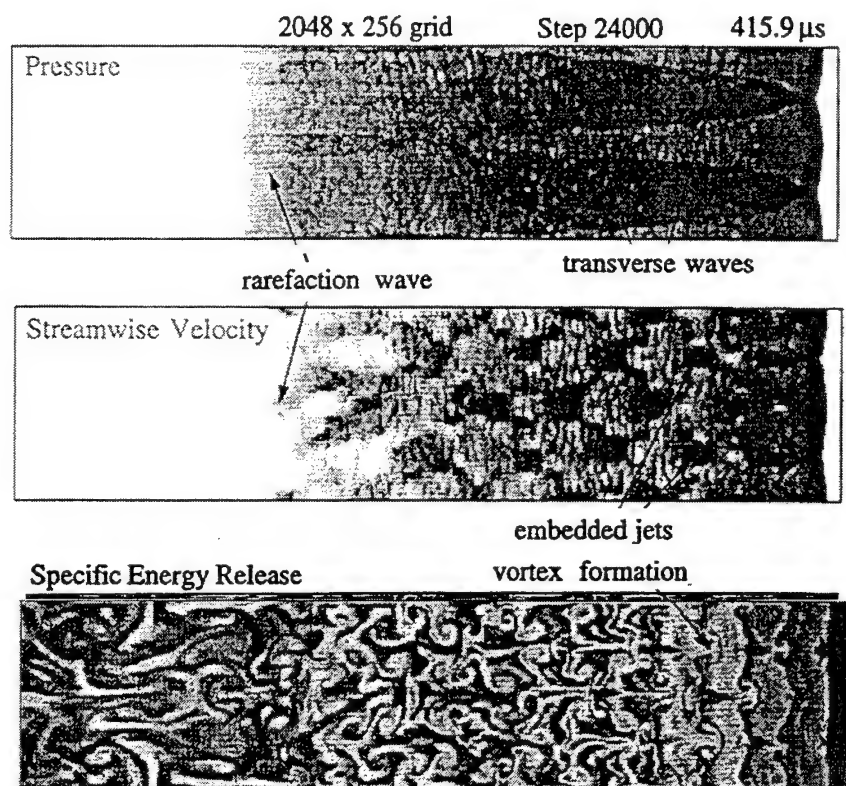 2048 x 256 grid Step 24000 415.9 µs
Pressure
rarefaction wave
transverse waves
Streamwise Velocity
embedded jets
Specific Energy Release
vortex formation